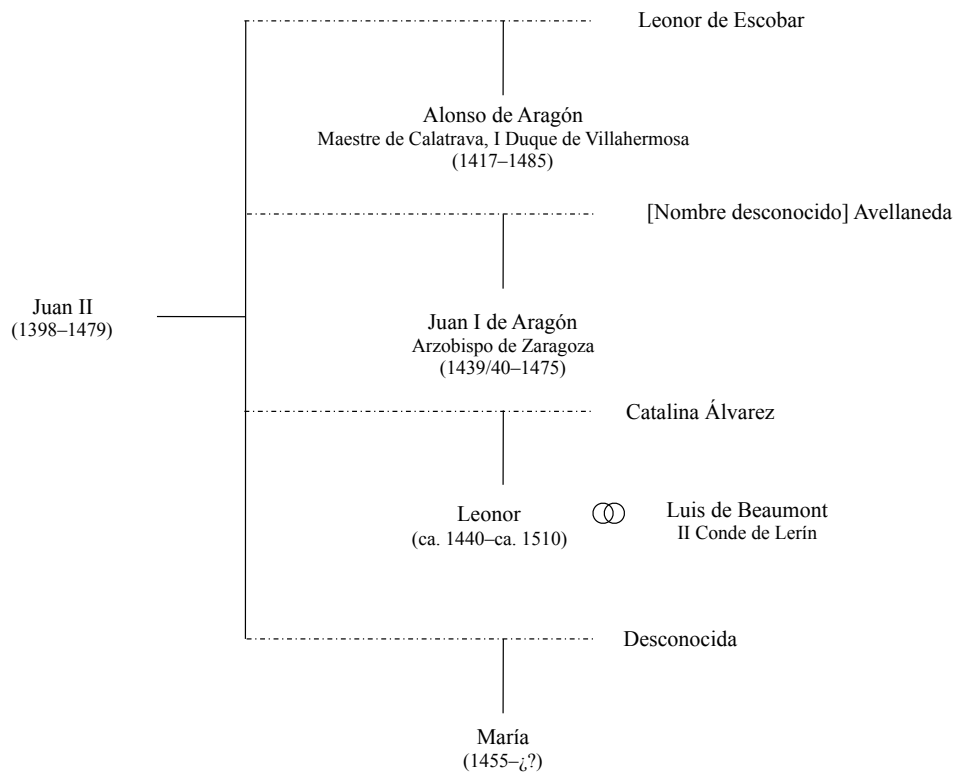 Leonor de Escobar
Alonso de Aragón
Maestre de Calatrava, I Duque de Villahermosa
(1417–1485)
[Nombre desconocido] Avellaneda
Juan II
(1398–1479)
Juan I de Aragón
Arzobispo de Zaragoza
(1439/40–1475)
Catalina Álvarez
Leonor
(ca. 1440–ca. 1510)
Luis de Beaumont
II Conde de Lerín
Desconocida
María
(1455–¿?)